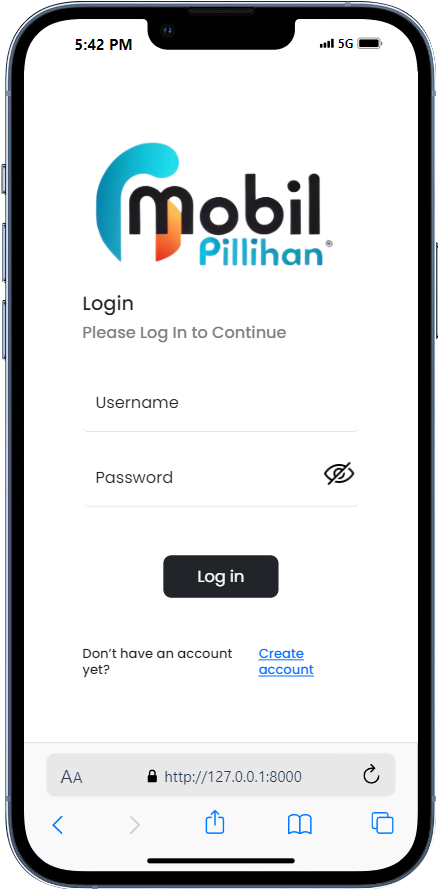 5:42 PM
5G
mobil
Pillihan®
Login
Please Log In to Continue
Username
Password
Log in
Don't have an account
yet?
Create
account
AA
http://127.0.0.1:8000